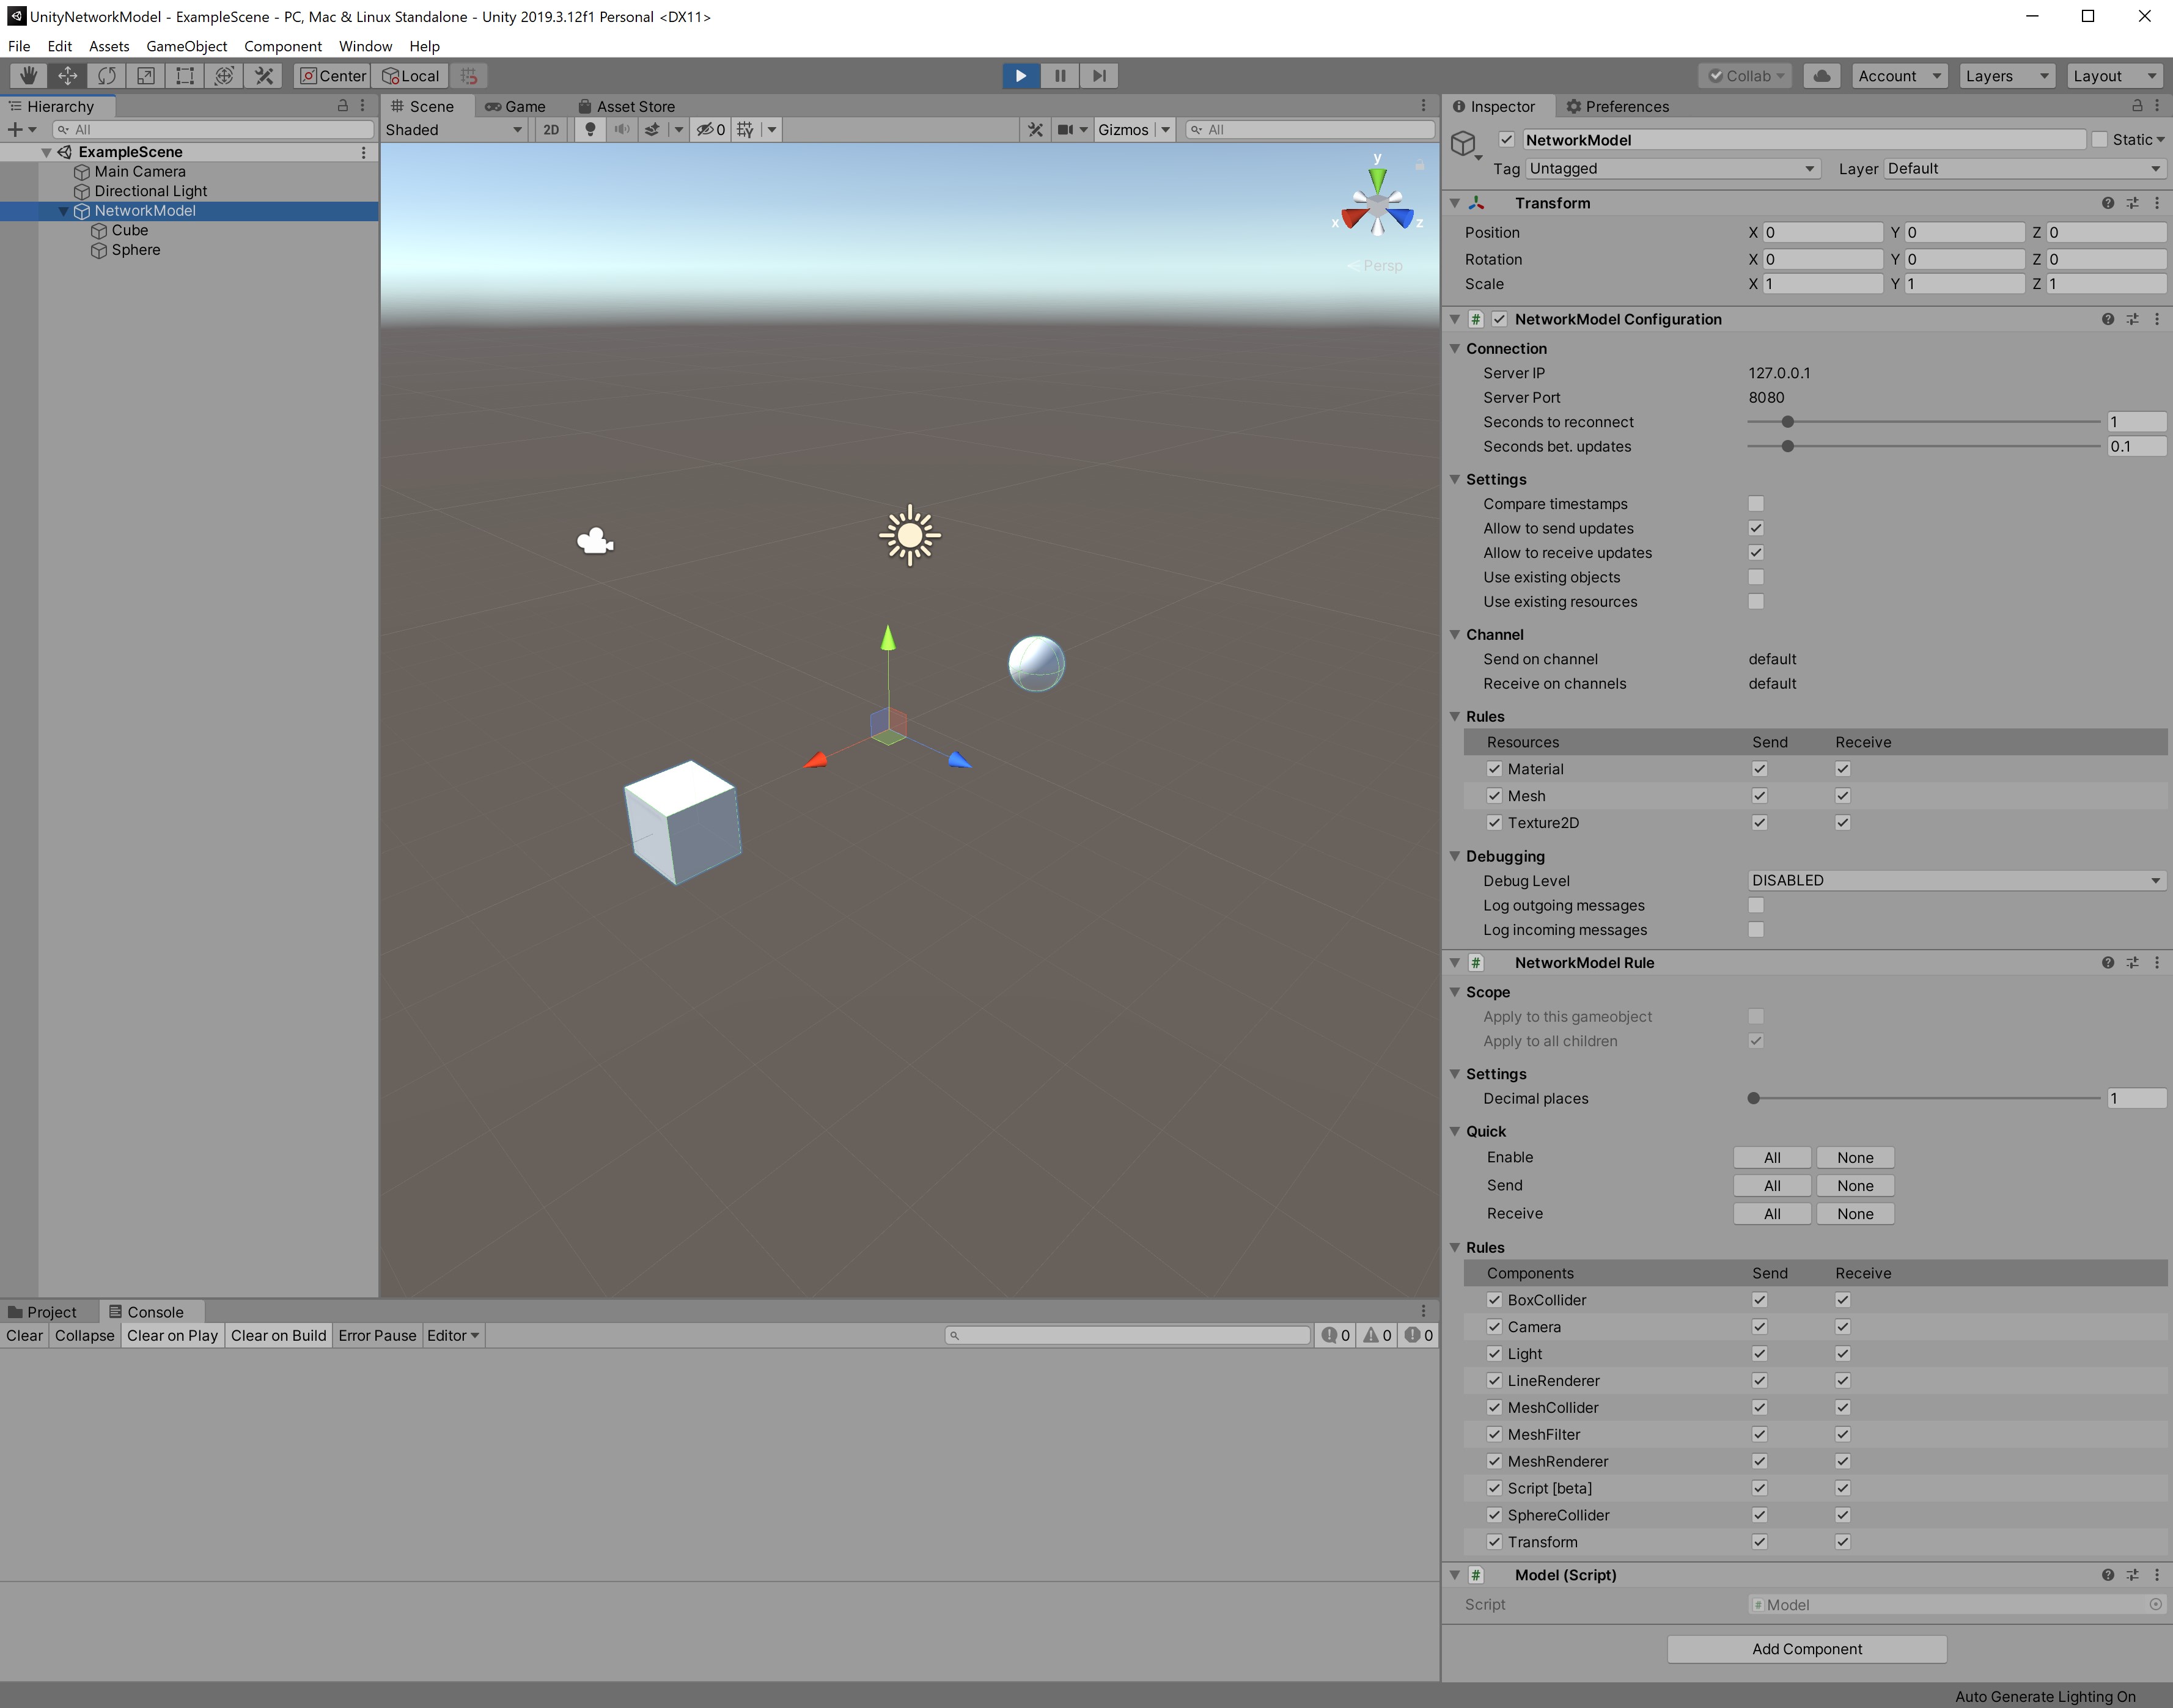 UnityNetworkModel - ExampleScene - PC, Mac & Linux Standalone - Unity 2019.3.12f1 Personal <DX11>
File Edit Assets GameObject Component Window Help
Center Local Collab Account Layers Layout
Hierarchy
All
ExampleScene
Main Camera
Directional Light
NetworkModel
Cube
Sphere
Scene Game Asset Store
Shaded 2D 0 Gizmos All
y
x z
Persp
Project Console
Clear Collapse Clear on Play Clear on Build Error Pause Editor 0 0 0
Inspector Preferences
NetworkModel Static
Tag Untagged Layer Default
Transform
Position X 0 Y 0 Z 0
Rotation X 0 Y 0 Z 0
Scale X 1 Y 1 Z 1
# NetworkModel Configuration
Connection
Server IP 127.0.0.1
Server Port 8080
Seconds to reconnect 1
Seconds bet. updates 0.1
Settings
Compare timestamps
Allow to send updates
Allow to receive updates
Use existing objects
Use existing resources
Channel
Send on channel default
Receive on channels default
Rules
Resources Send Receive
Material
Mesh
Texture2D
Debugging
Debug Level DISABLED
Log outgoing messages
Log incoming messages
# NetworkModel Rule
Scope
Apply to this gameobject
Apply to all children
Settings
Decimal places 1
Quick
Enable All None
Send All None
Receive All None
Rules
Components Send Receive
BoxCollider
Camera
Light
LineRenderer
MeshCollider
MeshFilter
MeshRenderer
Script [beta]
SphereCollider
Transform
# Model (Script)
Script # Model
Add Component
Auto Generate Lighting On